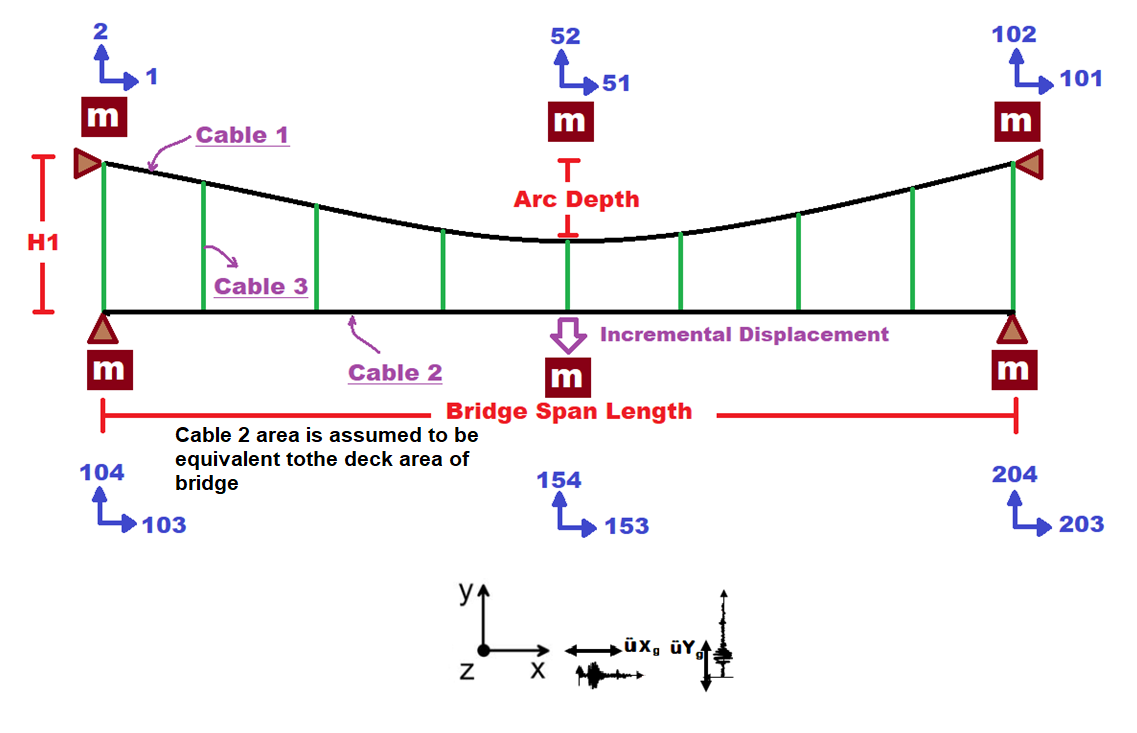 2
52
102
1
51
101
m
m
m
Cable 1
Arc Depth
H1
Cable 3
Incremental Displacement
m
m
m
Cable 2
Bridge Span Length
Cable 2 area is assumed to be
equivalent tothe deck area of
bridge
104
154
204
103
153
203
y
z
x
üXg
üYg